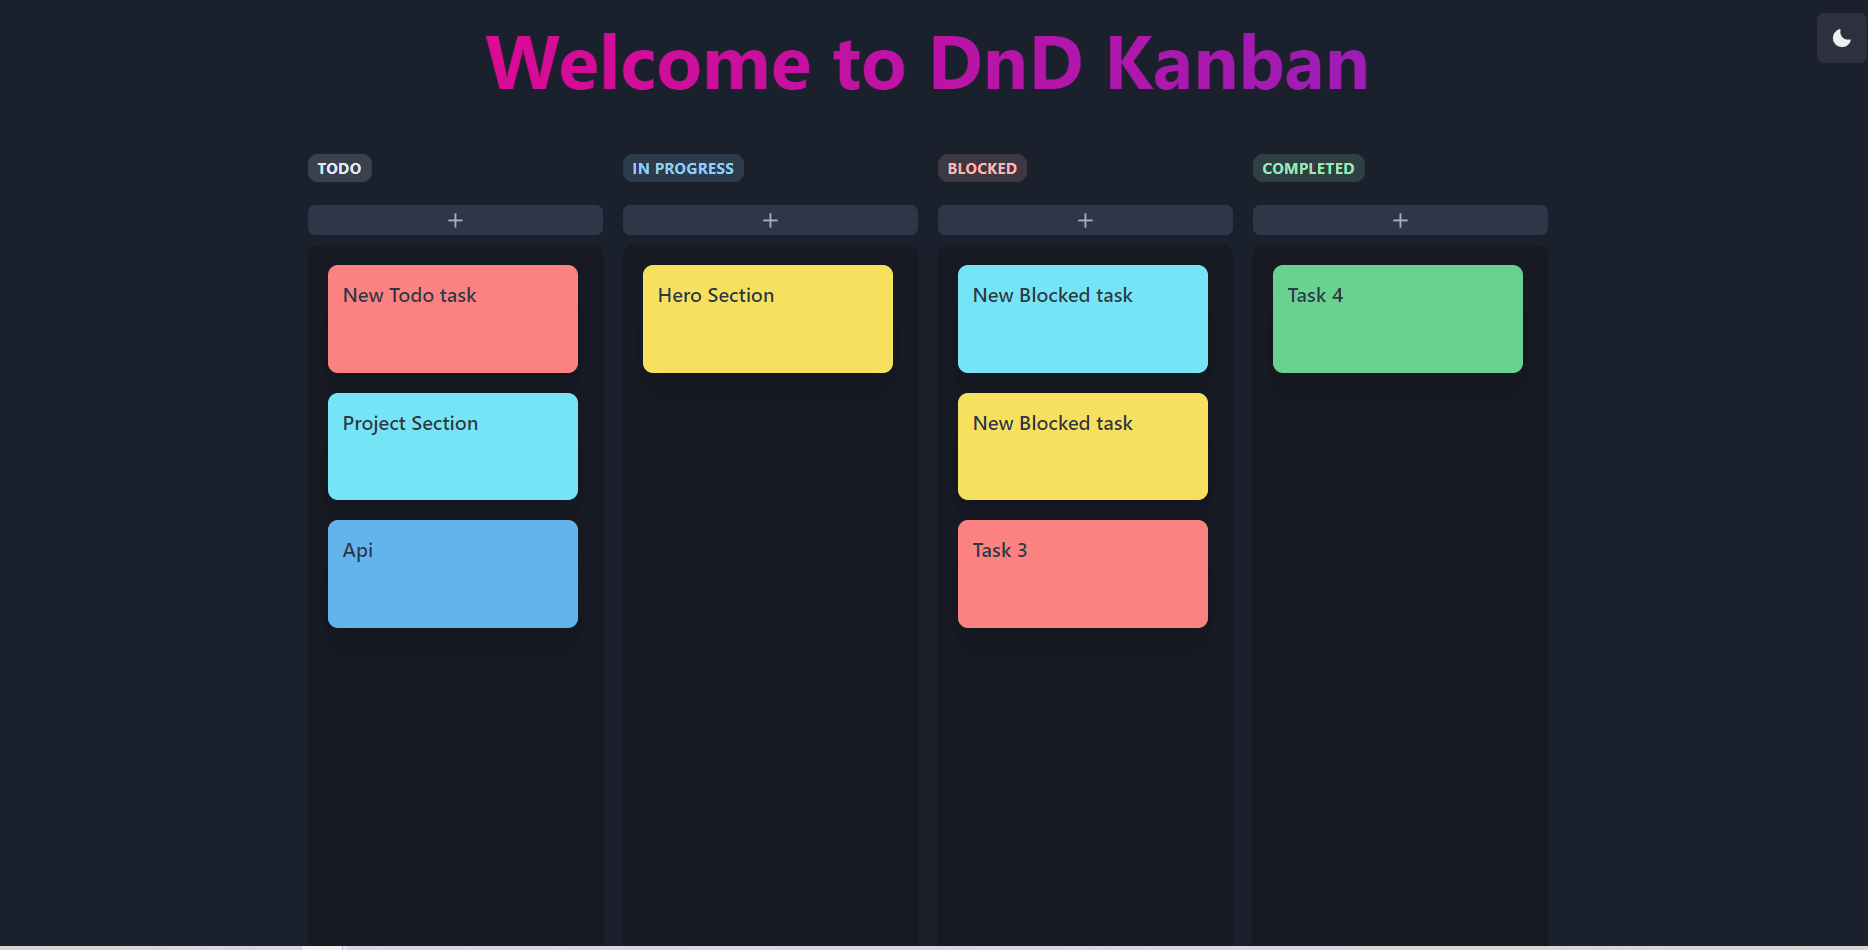 Welcome to DnD Kanban
TODO
New Todo task
Project Section
Api
IN PROGRESS
Hero Section
BLOCKED
New Blocked task
New Blocked task
Task 3
COMPLETED
Task 4